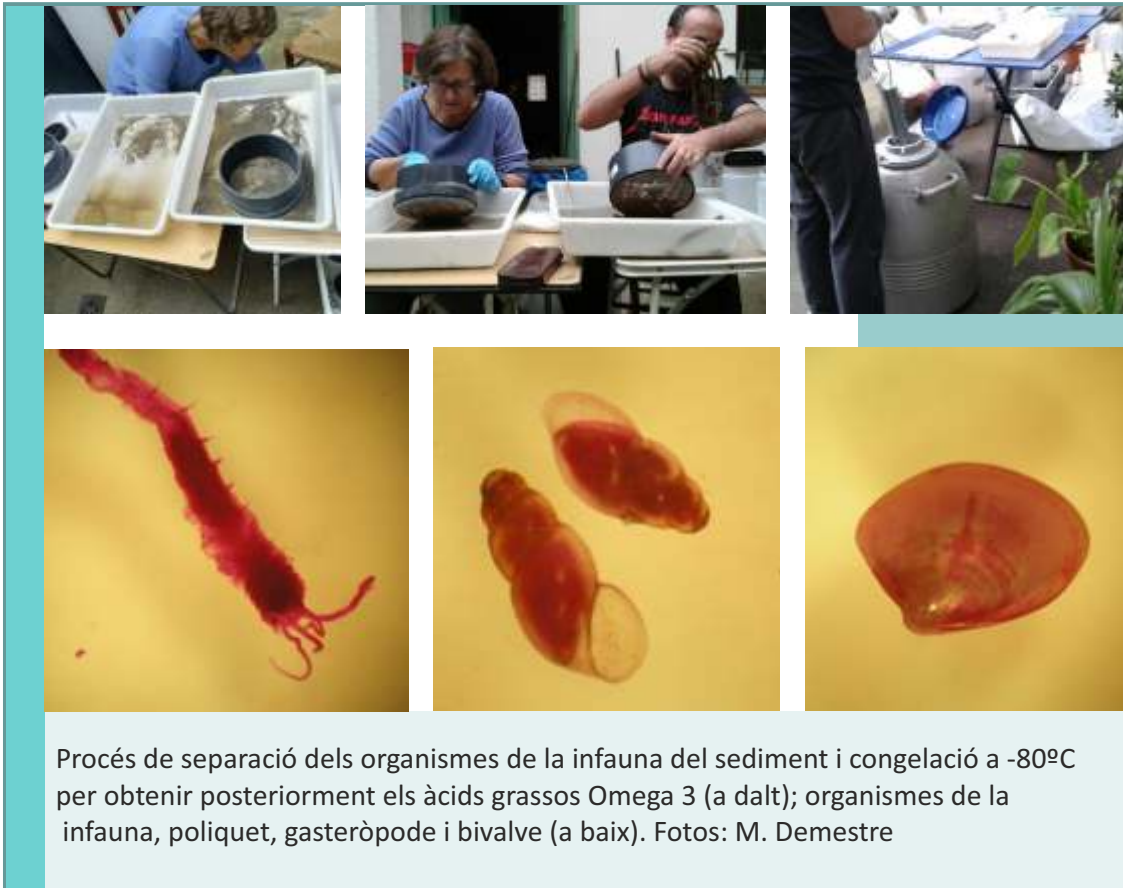 Procés de separació dels organismes de la infauna del sediment i congelació a -80ºC
per obtenir posteriorment els àcids grassos Omega 3 (a dalt); organismes de la
infauna, poliquet, gasteròpode i bivalve (a baix). Fotos: M. Demestre